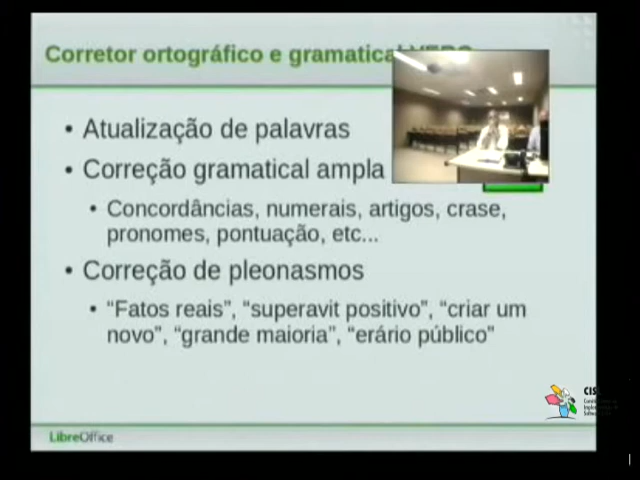 Corretor ortográfico e gramatical VERO
• Atualização de palavras
• Correção gramatical ampla
• Concordâncias, numerais, artigos, crase,
pronomes, pontuação, etc...
• Correção de pleonasmos
• “Fatos reais”, “superavit positivo”, “criar um
novo”, “grande maioria”, “erário público”
CIS
LibreOffice